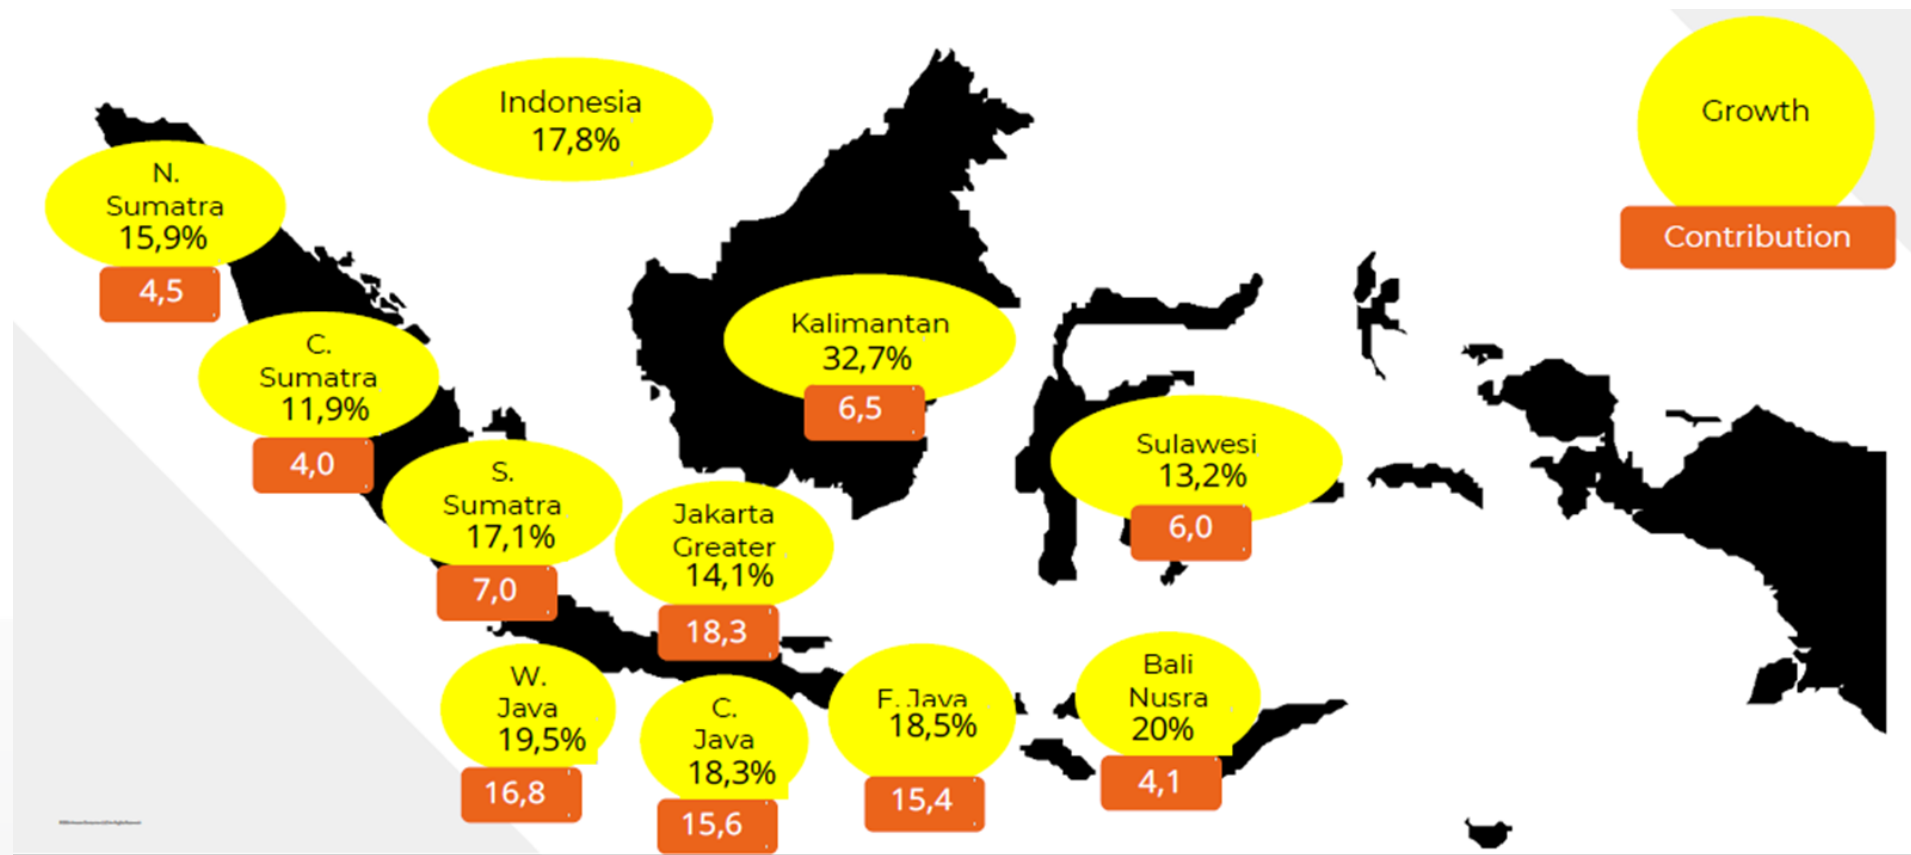 Indonesia
17,8%
Growth
Contribution
N.
Sumatra
15,9%
4,5
C.
Sumatra
11,9%
4,0
S.
Sumatra
17,1%
7,0
Jakarta
Greater
14,1%
18,3
Kalimantan
32,7%
6,5
Sulawesi
13,2%
6,0
W.
Java
19,5%
16,8
C.
Java
18,3%
15,6
E. Java
18,5%
15,4
Bali
Nusra
20%
4,1